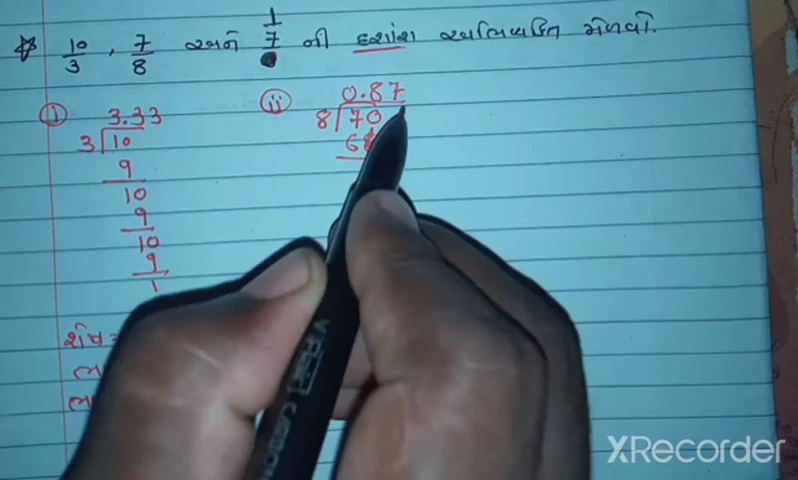 ☆ 10/3 , 7/8 અને 1/7 ની દશાંશ અભિવ્યક્તિ મેળવો.
(i) 3.33
3 10
9
10
9
10
9
1
(ii) 0.87
8 70
શેષ
XRecorder